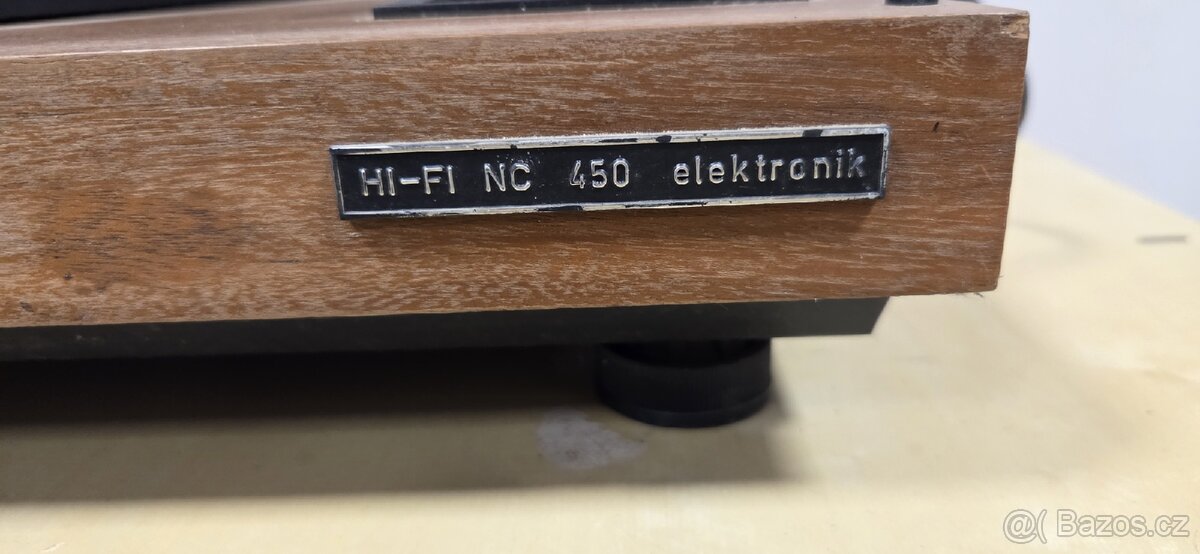 HI-FI NC 450 elektronik
@( Bazos.cz